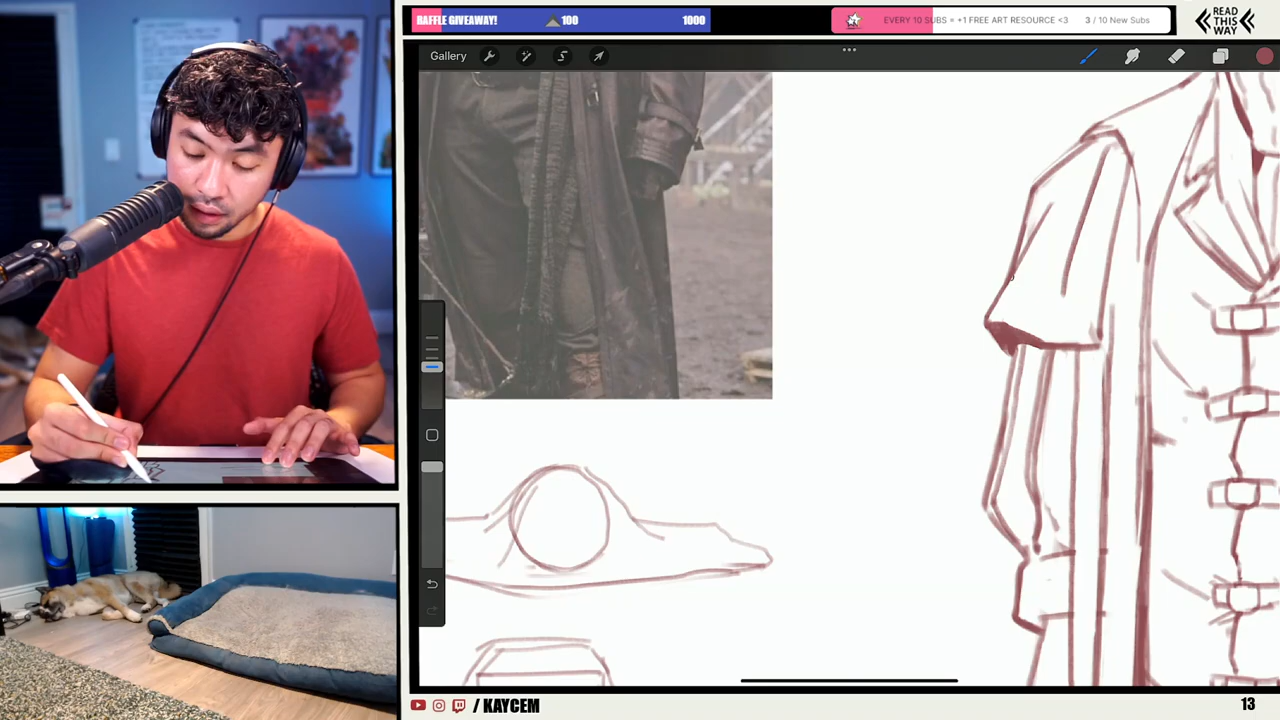 RAFFLE GIVEAWAY! 100 1000
EVERY 10 SUBS = +1 FREE ART RESOURCE <3 3 / 10 New Subs
READ
THIS
WAY
Gallery
/ KAYCEM
13